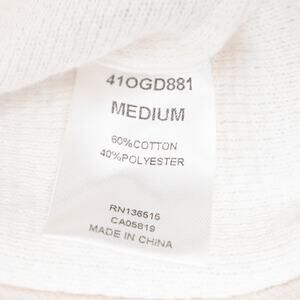 41OGD881
MEDIUM
60%COTTON
40%POLYESTER
RN136515
CA05819
MADE IN CHINA